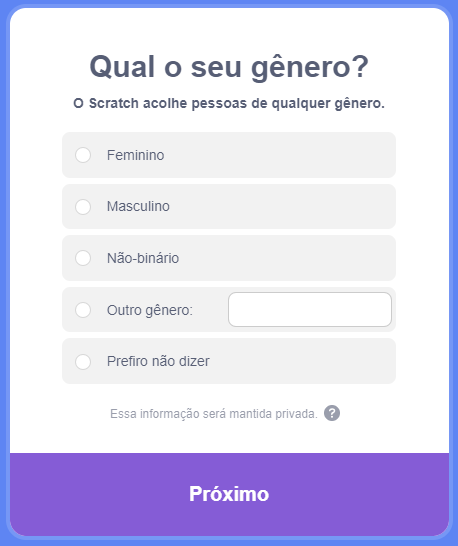 Qual o seu gênero?
O Scratch acolhe pessoas de qualquer gênero.
Feminino
Masculino
Não-binário
Outro gênero:
Prefiro não dizer
Essa informação será mantida privada. ?
Próximo